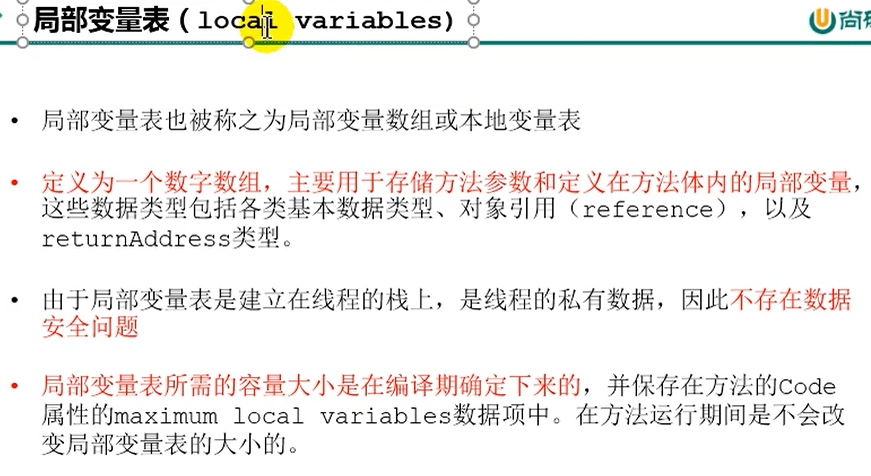 局部变量表（local variables)
尚硅
• 局部变量表也被称之为局部变量数组或本地变量表
• 定义为一个数字数组，主要用于存储方法参数和定义在方法体内的局部变量，
这些数据类型包括各类基本数据类型、对象引用（reference），以及
returnAddress类型。
• 由于局部变量表是建立在线程的栈上，是线程的私有数据，因此不存在数据
安全问题
• 局部变量表所需的容量大小是在编译期确定下来的，并保存在方法的Code
属性的maximum local variables数据项中。在方法运行期间是不会改
变局部变量表的大小的。